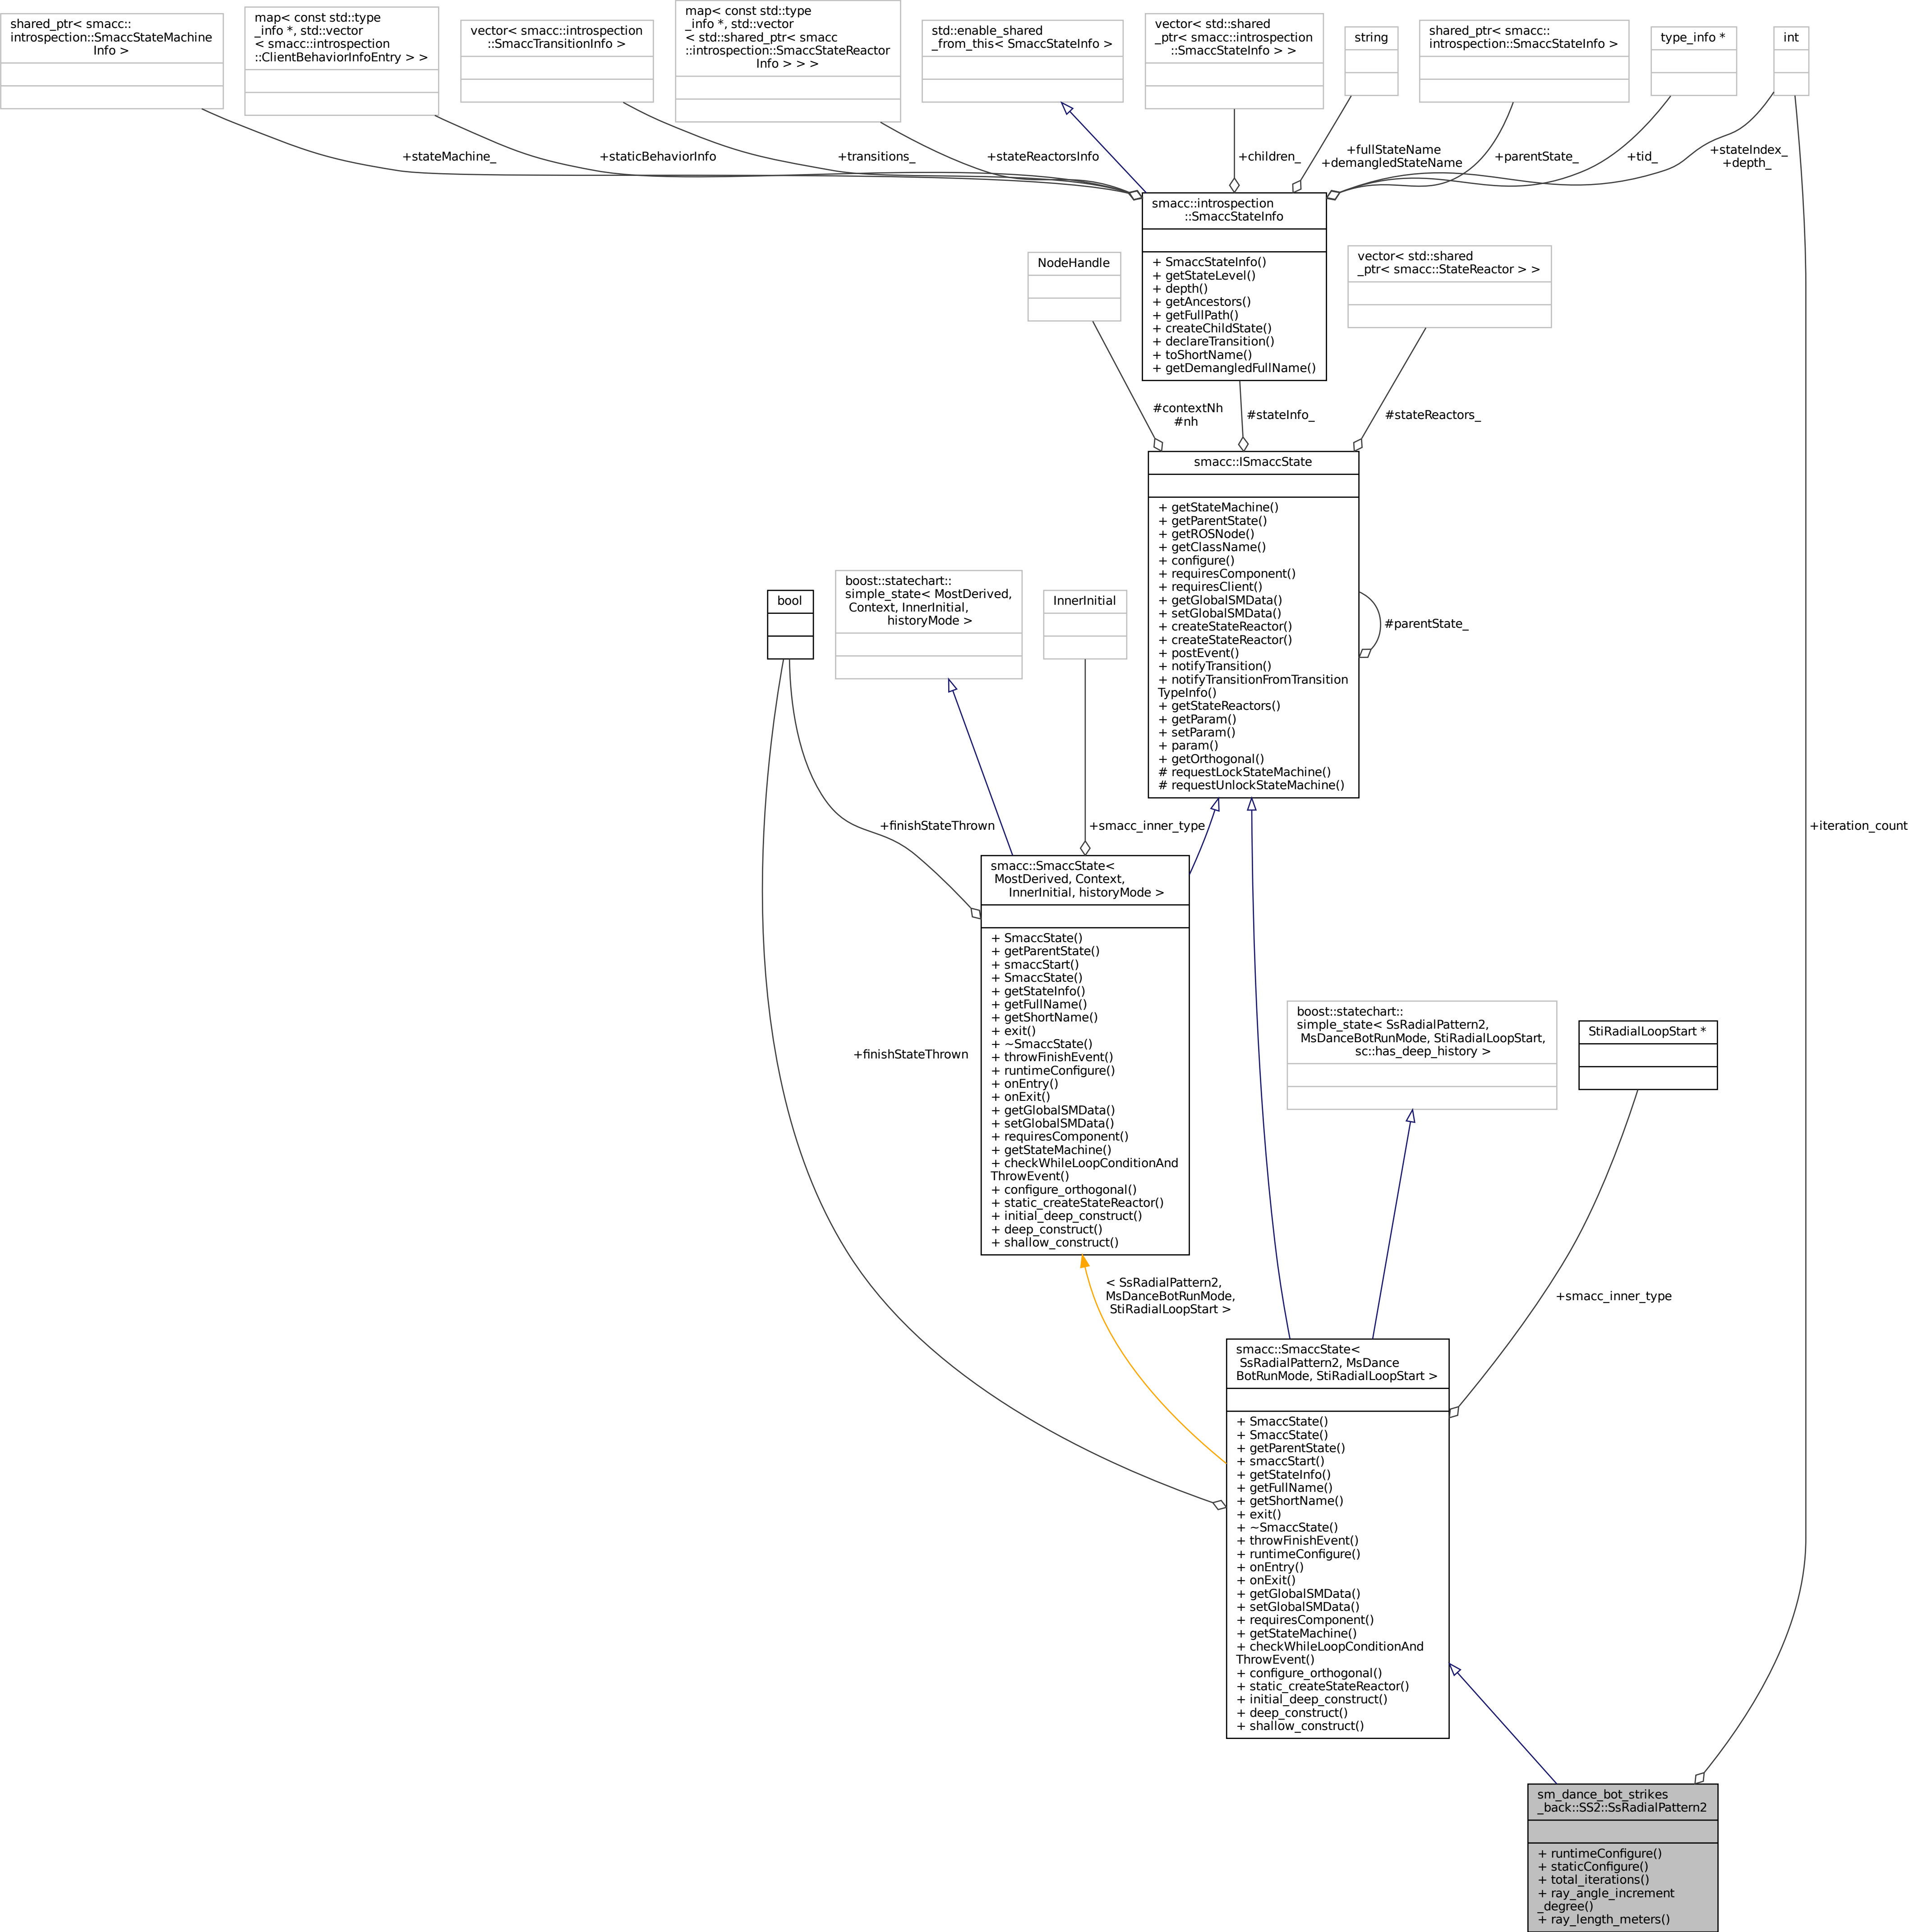 shared_ptr< smacc::
introspection::SmaccStateMachine
Info >
map< const std::type
_info *, std::vector
< smacc::introspection
::ClientBehaviorInfoEntry > >
vector< smacc::introspection
::SmaccTransitionInfo >
map< const std::type
_info *, std::vector
< std::shared_ptr< smacc
::introspection::SmaccStateReactor
Info > > >
std::enable_shared
_from_this< SmaccStateInfo >
vector< std::shared
_ptr< smacc::introspection
::SmaccStateInfo > >
string
shared_ptr< smacc::
introspection::SmaccStateInfo >
type_info *
int
+stateMachine_
+staticBehaviorInfo
+transitions_
+stateReactorsInfo
+children_
+fullStateName
+demangledStateName
+parentState_
+tid_
+stateIndex_
+depth_
smacc::introspection
::SmaccStateInfo
+ SmaccStateInfo()
+ getStateLevel()
+ depth()
+ getAncestors()
+ getFullPath()
+ createChildState()
+ declareTransition()
+ toShortName()
+ getDemangledFullName()
NodeHandle
vector< std::shared
_ptr< smacc::StateReactor > >
#contextNh
#nh
#stateInfo_
#stateReactors_
smacc::ISmaccState
+ getStateMachine()
+ getParentState()
+ getROSNode()
+ getClassName()
+ configure()
+ requiresComponent()
+ requiresClient()
+ getGlobalSMData()
+ setGlobalSMData()
+ createStateReactor()
+ createStateReactor()
+ postEvent()
+ notifyTransition()
+ notifyTransitionFromTransition
TypeInfo()
+ getStateReactors()
+ getParam()
+ setParam()
+ param()
+ getOrthogonal()
# requestLockStateMachine()
# requestUnlockStateMachine()
#parentState_
bool
boost::statechart::
simple_state< MostDerived,
Context, InnerInitial,
historyMode >
InnerInitial
+finishStateThrown
+smacc_inner_type
+iteration_count
smacc::SmaccState<
MostDerived, Context,
InnerInitial, historyMode >
+ SmaccState()
+ getParentState()
+ smaccStart()
+ SmaccState()
+ getStateInfo()
+ getFullName()
+ getShortName()
+ exit()
+ ~SmaccState()
+ throwFinishEvent()
+ runtimeConfigure()
+ onEntry()
+ onExit()
+ getGlobalSMData()
+ setGlobalSMData()
+ requiresComponent()
+ getStateMachine()
+ checkWhileLoopConditionAnd
ThrowEvent()
+ configure_orthogonal()
+ static_createStateReactor()
+ initial_deep_construct()
+ deep_construct()
+ shallow_construct()
+finishStateThrown
boost::statechart::
simple_state< SsRadialPattern2,
MsDanceBotRunMode, StiRadialLoopStart,
sc::has_deep_history >
StiRadialLoopStart *
< SsRadialPattern2,
MsDanceBotRunMode,
StiRadialLoopStart >
+smacc_inner_type
smacc::SmaccState<
SsRadialPattern2, MsDance
BotRunMode, StiRadialLoopStart >
+ SmaccState()
+ SmaccState()
+ getParentState()
+ smaccStart()
+ getStateInfo()
+ getFullName()
+ getShortName()
+ exit()
+ ~SmaccState()
+ throwFinishEvent()
+ runtimeConfigure()
+ onEntry()
+ onExit()
+ getGlobalSMData()
+ setGlobalSMData()
+ requiresComponent()
+ getStateMachine()
+ checkWhileLoopConditionAnd
ThrowEvent()
+ configure_orthogonal()
+ static_createStateReactor()
+ initial_deep_construct()
+ deep_construct()
+ shallow_construct()
sm_dance_bot_strikes
_back::SS2::SsRadialPattern2
+ runtimeConfigure()
+ staticConfigure()
+ total_iterations()
+ ray_angle_increment
_degree()
+ ray_length_meters()